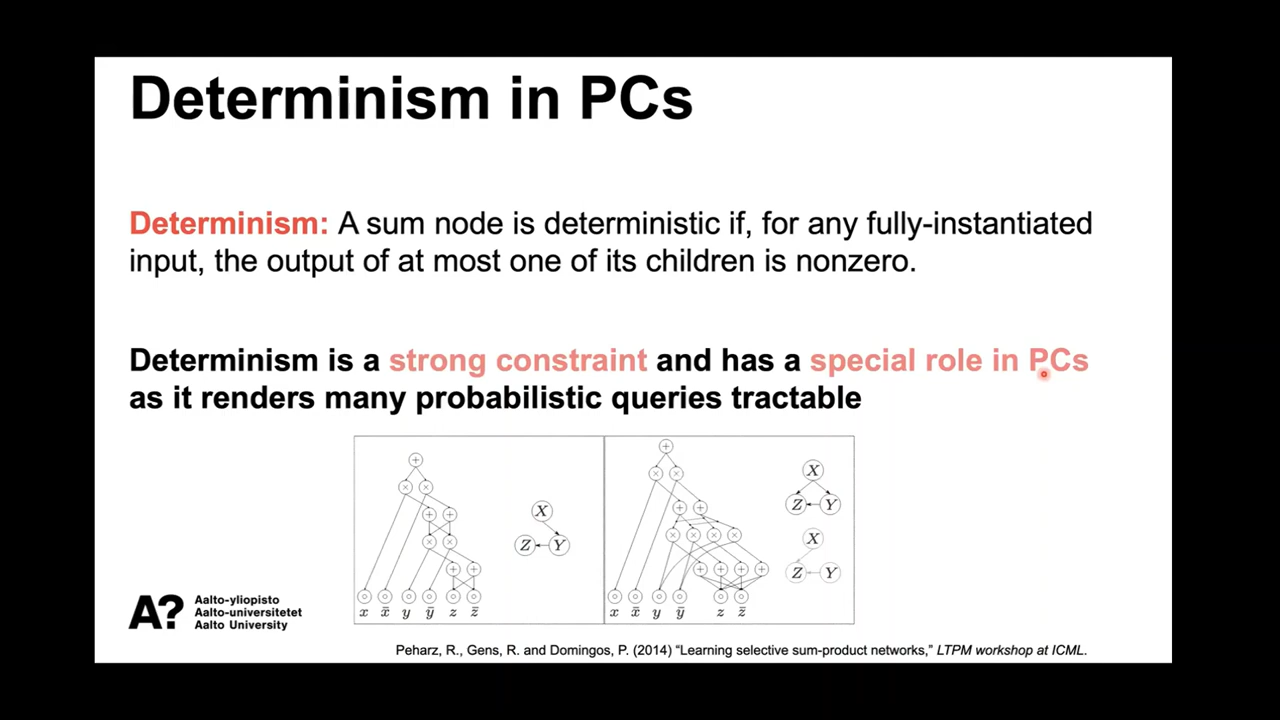 Determinism in PCs
Determinism: A sum node is deterministic if, for any fully-instantiated
input, the output of at most one of its children is nonzero.
Determinism is a strong constraint and has a special role in PCs
as it renders many probabilistic queries tractable
+
× ×
+ +
× ×
+ +
x x̄ y ȳ z z̄
X
Z Y
+
× ×
+ +
× × × ×
+ + + +
x x̄ y ȳ z z̄
X
Z Y
X
Z Y
A?
Aalto-yliopisto
Aalto-universitetet
Aalto University
Peharz, R., Gens, R. and Domingos, P. (2014) “Learning selective sum-product networks,” LTPM workshop at ICML.